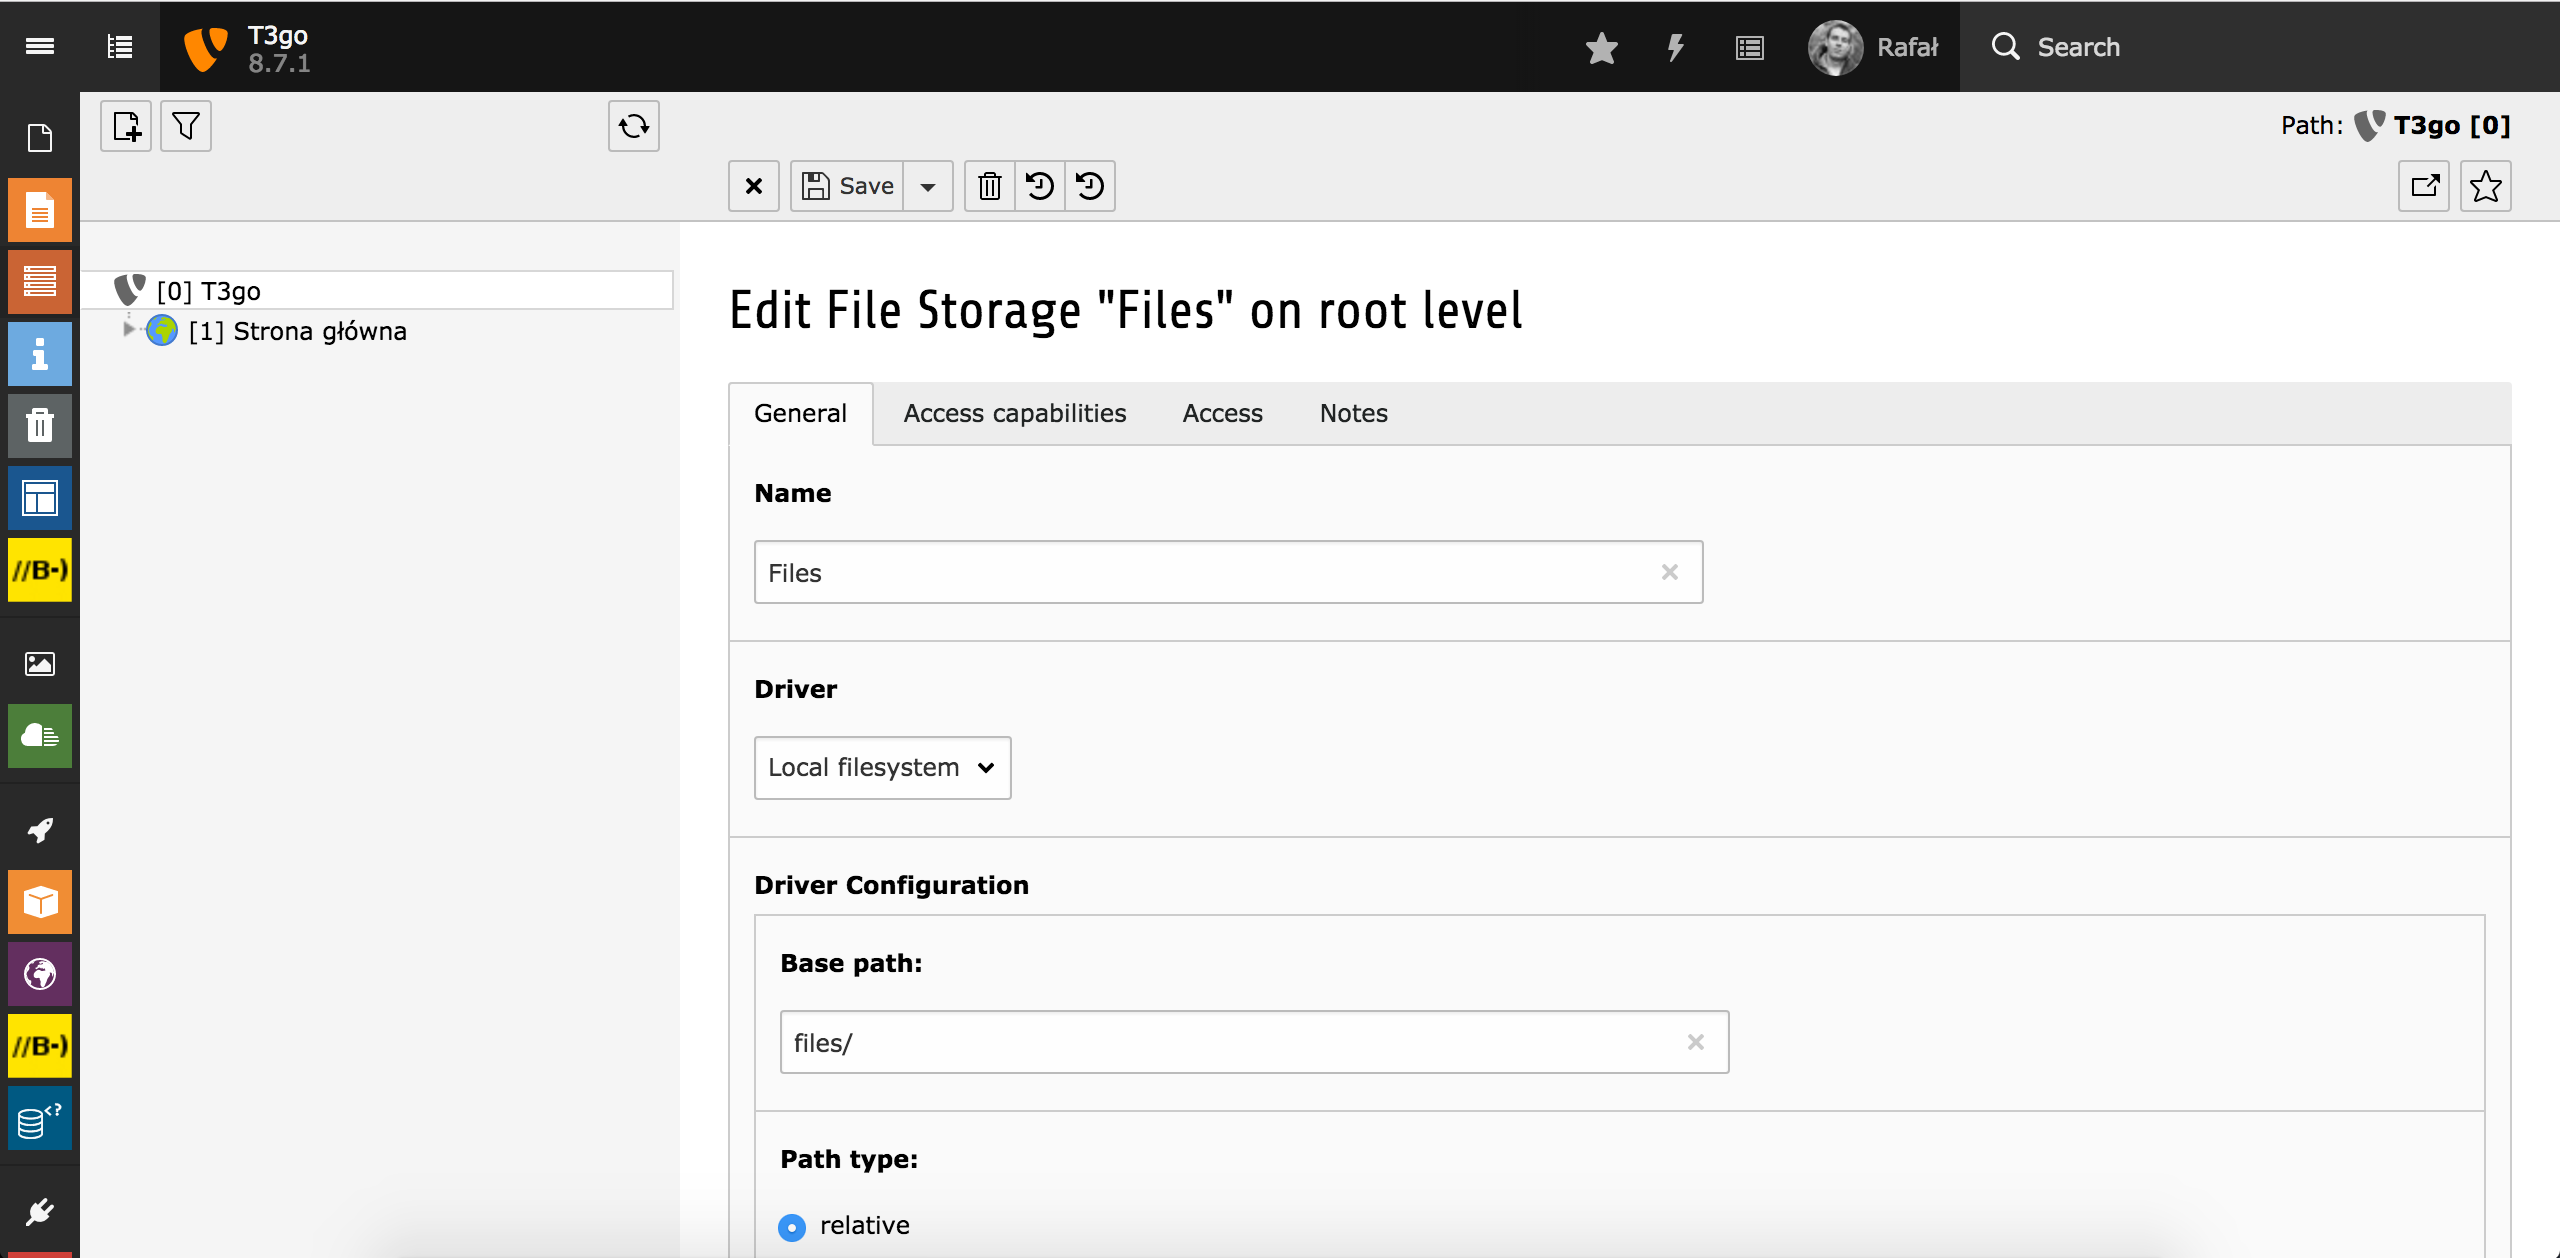 T3go
8.7.1
Rafał
Search
Path: T3go [0]
Save
[0] T3go
[1] Strona główna
Edit File Storage "Files" on root level
General Access capabilities Access Notes
Name
Files
Driver
Local filesystem
Driver Configuration
Base path:
files/
Path type:
relative
//B-)
//B-)
<?